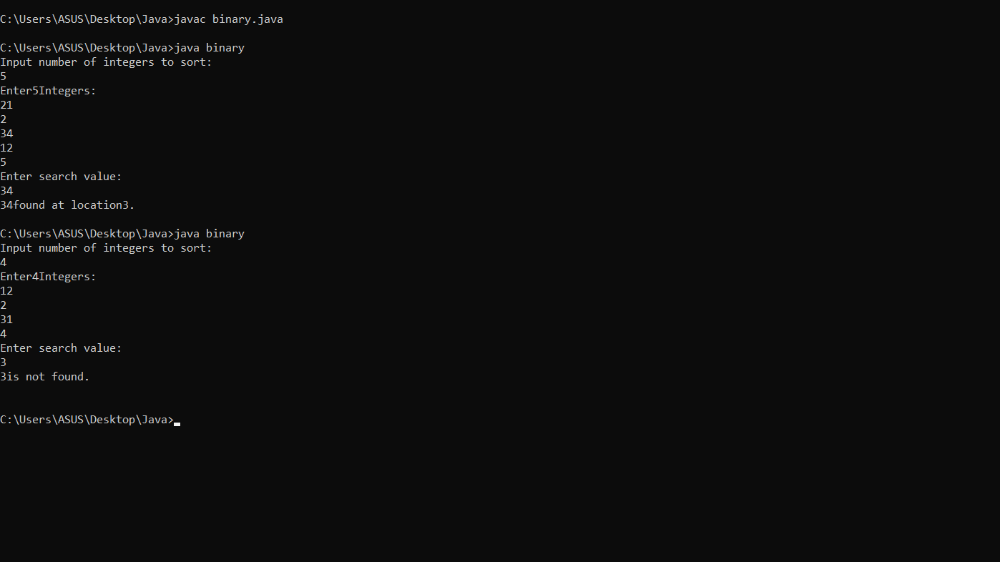 C:\Users\ASUS\Desktop\Java>javac binary.java
C:\Users\ASUS\Desktop\Java>java binary
Input number of integers to sort:
5
Enter5Integers:
21
2
34
12
5
Enter search value:
34
34found at location3.
C:\Users\ASUS\Desktop\Java>java binary
Input number of integers to sort:
4
Enter4Integers:
12
2
31
4
Enter search value:
3
3is not found.
C:\Users\ASUS\Desktop\Java>